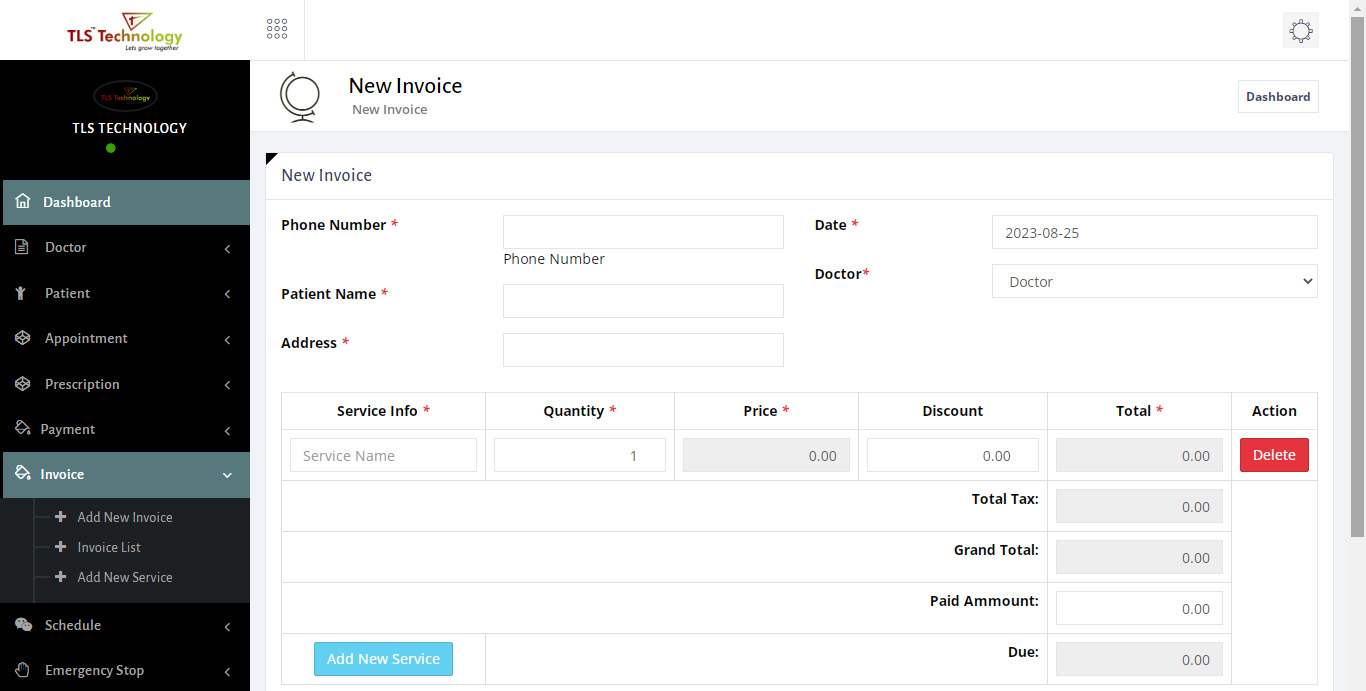 TLS™ Technology
Lets grow together
TLS Technology
TLS TECHNOLOGY
Dashboard
Doctor
Patient
Appointment
Prescription
Payment
Invoice
Add New Invoice
Invoice List
Add New Service
Schedule
Emergency Stop
New Invoice
New Invoice
Dashboard
New Invoice
Phone Number *
Phone Number
Date *
2023-08-25
Doctor*
Doctor
Patient Name *
Address *
Service Info * Quantity * Price * Discount Total * Action
Service Name 1 0.00 0.00 0.00 Delete
Total Tax: 0.00
Grand Total: 0.00
Paid Ammount: 0.00
Add New Service Due: 0.00